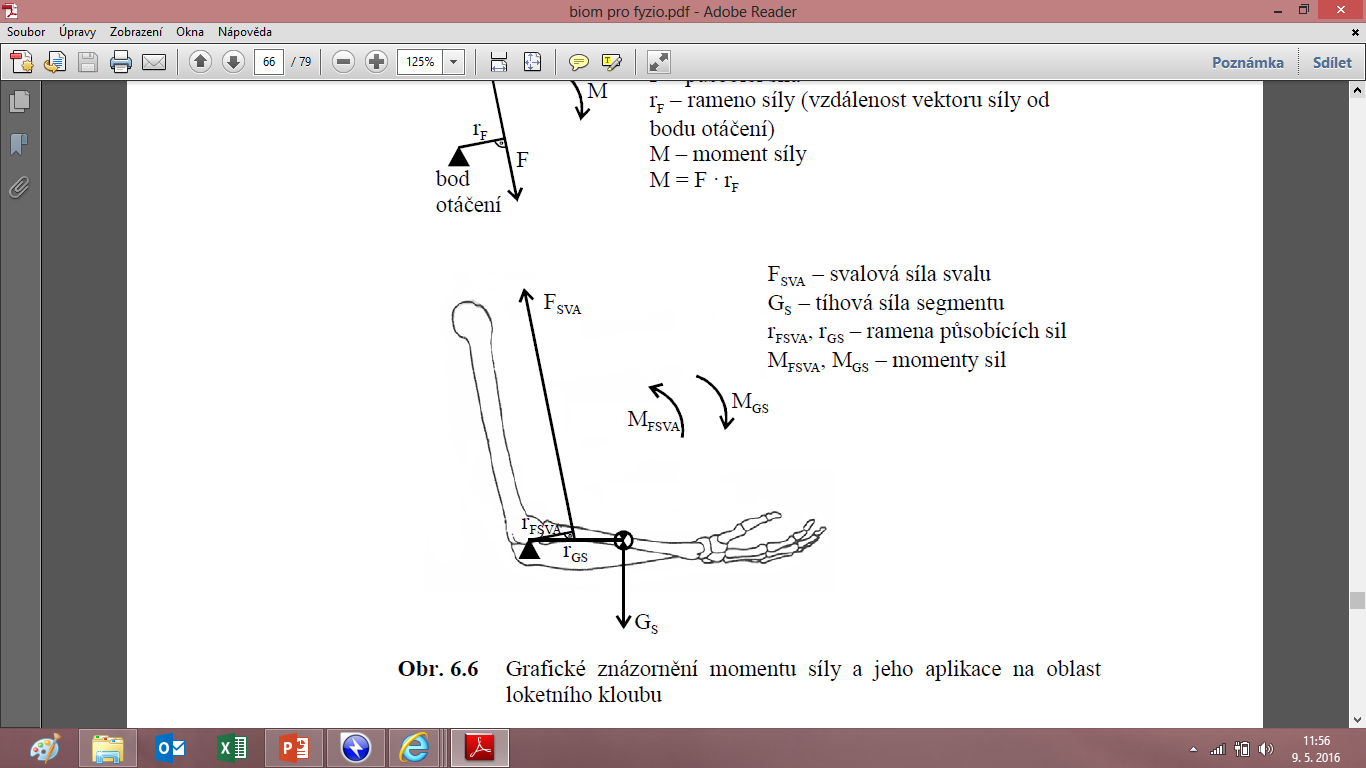 biom pro fyzio.pdf - Adobe Reader
Soubor Úpravy Zobrazení Okna Nápověda
66 / 79 125% Poznámka Sdílet
M
r_F
F
bod
otáčení
r_F – rameno síly (vzdálenost vektoru síly od
bodu otáčení)
M – moment síly
M = F · r_F
F_SVA – svalová síla svalu
G_S – tíhová síla segmentu
r_FSVA, r_GS – ramena působících sil
M_FSVA, M_GS – momenty sil
F_SVA
M_FSVA
M_GS
r_FSVA
r_GS
G_S
Obr. 6.6 Grafické znázornění momentu síly a jeho aplikace na oblast
loketního kloubu
11:56
9. 5. 2016